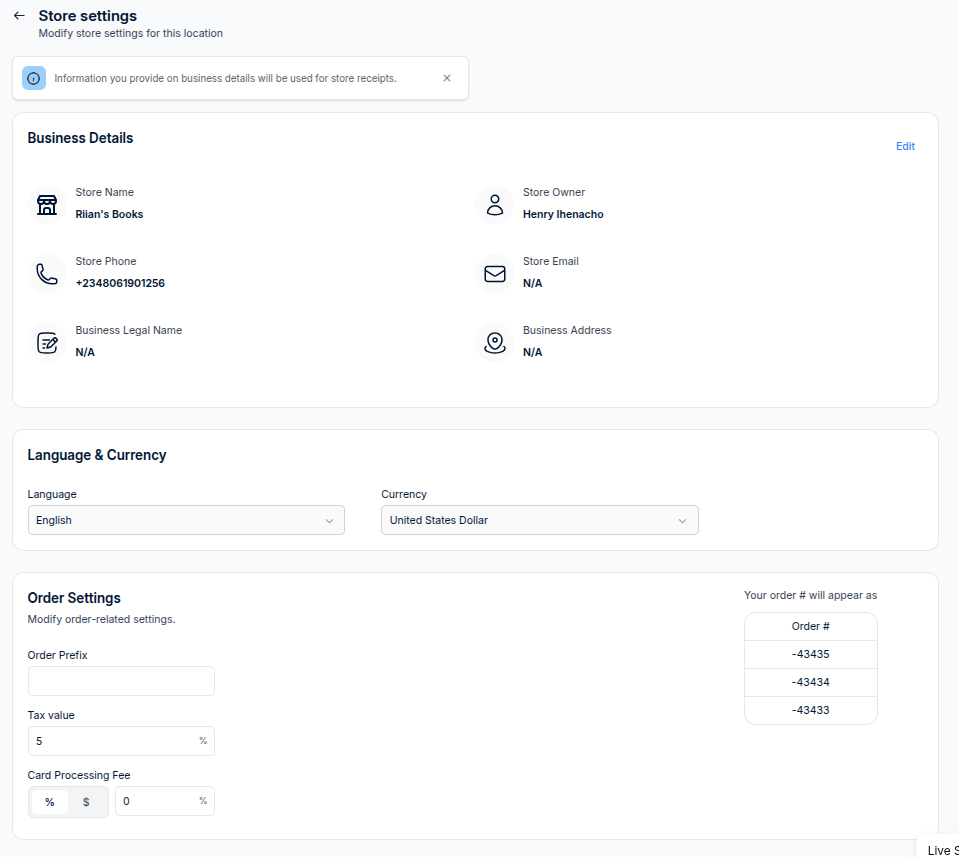 Store settings
Modify store settings for this location
Information you provide on business details will be used for store receipts.
Business Details
Edit
Store Name
Riian's Books
Store Owner
Henry Ihenacho
Store Phone
+2348061901256
Store Email
N/A
Business Legal Name
N/A
Business Address
N/A
Language & Currency
Language
English
Currency
United States Dollar
Order Settings
Modify order-related settings.
Order Prefix
Tax value
5 %
Card Processing Fee
% $ 0 %
Your order # will appear as
Order #
-43435
-43434
-43433
Live S